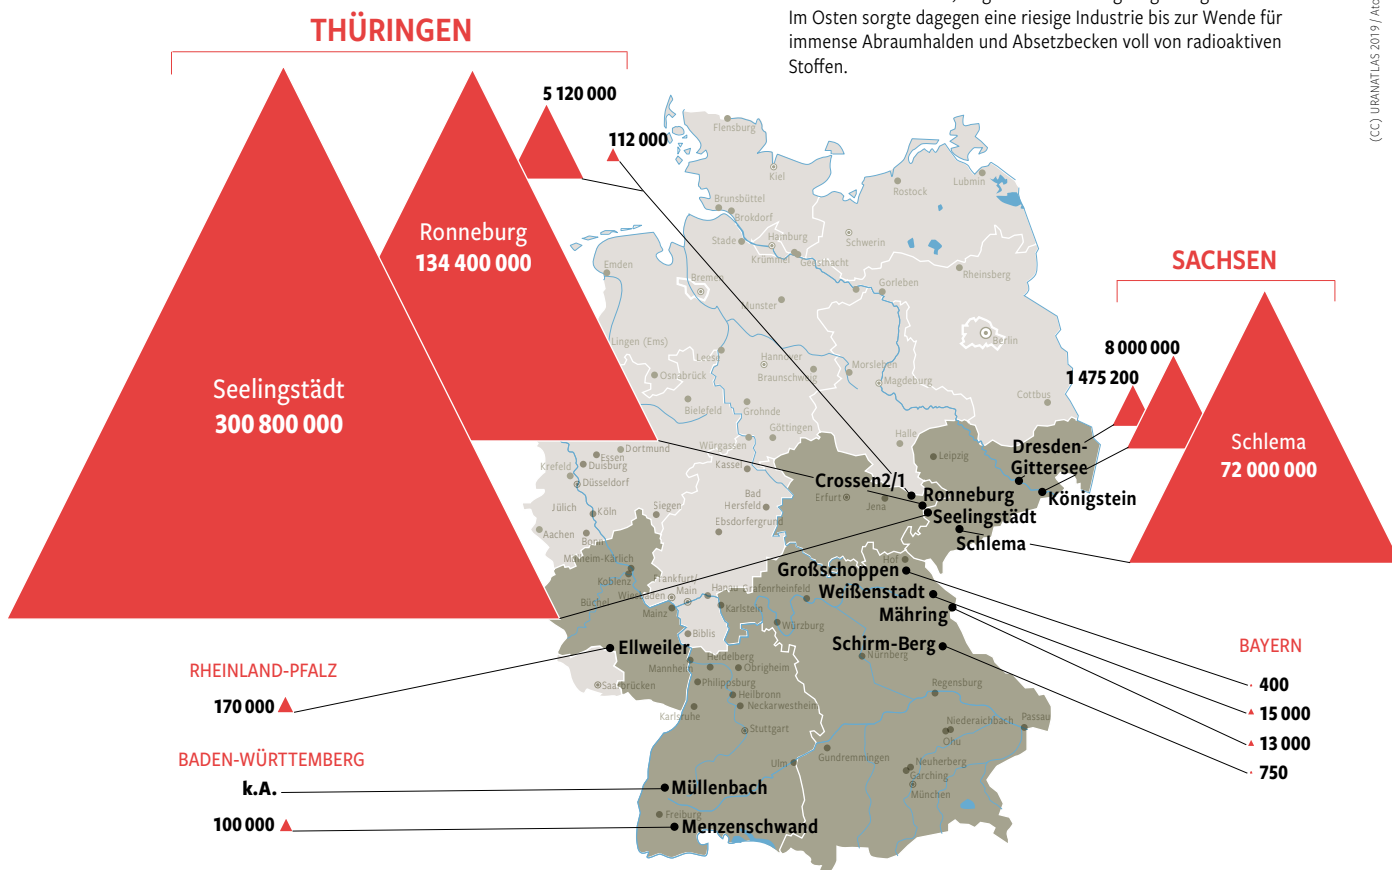 Im Osten sorgte dagegen eine riesige Industrie bis zur Wende für
immense Abraumhalden und Absetzbecken voll von radioaktiven
Stoffen.
(CC) URANATLAS 2019 /
THÜRINGEN
5 120 000
112 000
Ronneburg
134 400 000
Seelingstädt
300 800 000
SACHSEN
8 000 000
1 475 200
Schlema
72 000 000
Flensburg
Kiel
Rostock
Lubmin
Brunsbüttel
Brokdorf
Stade
Hamburg
Schwerin
Krümmel
Geesthacht
Emden
Bremen
Gorleben
Rheinsberg
Munster
Berlin
Lingen (Ems)
Leese
Hannover
Braunschweig
Morsleben
Magdeburg
Osnabrück
Bielefeld
Grohnde
Cottbus
Göttingen
Halle
Würgassen
Dortmund
Essen
Krefeld
Duisburg
Kassel
Leipzig
Dresden-
Gittersee
Düsseldorf
Crossen2/1
Ronneburg
Königstein
Bad
Hersfeld
Erfurt
Jena
Jülich
Köln
Siegen
Seelingstädt
Ebsdorfergrund
Aachen
Bonn
Schlema
Mülheim-Kärlich
Hof
Großschoppen
Koblenz
Frankfurt/
Main
Hanau
Grafenrheinfeld
Weißenstadt
Büchel
Wiesbaden
Mainz
Karlstein
Mähring
Biblis
Würzburg
Ellweiler
Schirm-Berg
Nürnberg
BAYERN
RHEINLAND-PFALZ
Mannheim
Heidelberg
Obrigheim
Saarbrücken
Philippsburg
400
170 000
Heilbronn
Neckarwestheim
Regensburg
15 000
Karlsruhe
Stuttgart
Niederaichbach
Ohu
Passau
13 000
BADEN-WÜRTTEMBERG
Ulm
Gundremmingen
Neuherberg
Garching
750
k.A.
Müllenbach
München
Freiburg
100 000
Menzenschwand